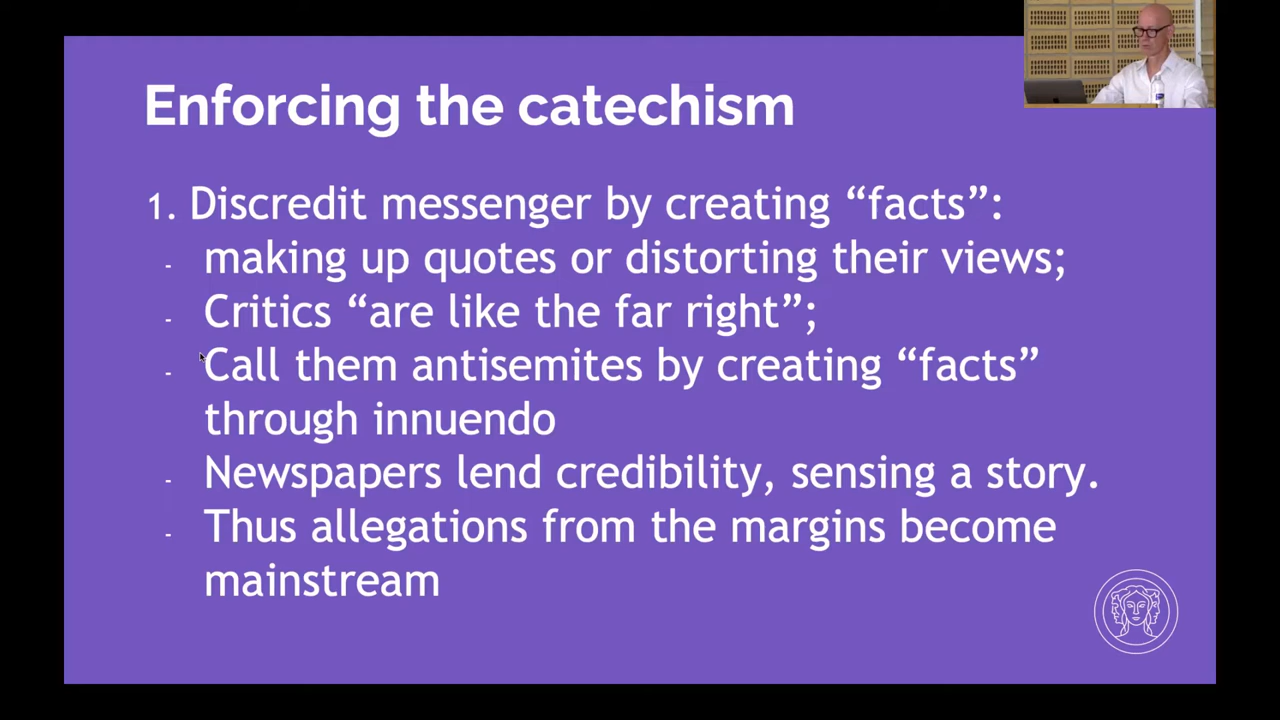 Enforcing the catechism
1. Discredit messenger by creating “facts”:
- making up quotes or distorting their views;
- Critics “are like the far right”;
- Call them antisemites by creating “facts”
through innuendo
- Newspapers lend credibility, sensing a story.
- Thus allegations from the margins become
mainstream